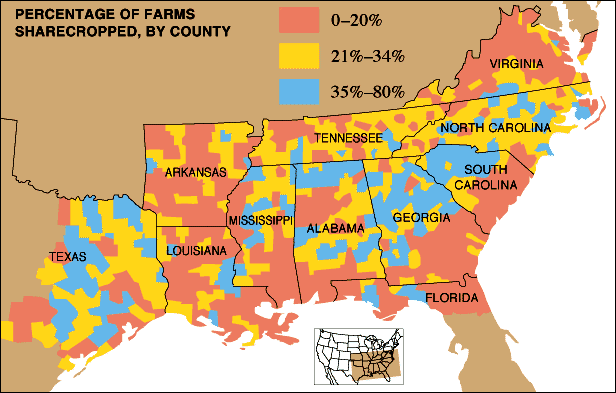 PERCENTAGE OF FARMS
SHARECROPPED, BY COUNTY
0–20%
21%–34%
35%–80%
VIRGINIA
NORTH CAROLINA
TENNESSEE
ARKANSAS
SOUTH
CAROLINA
MISSISSIPPI
ALABAMA
GEORGIA
TEXAS
LOUISIANA
FLORIDA